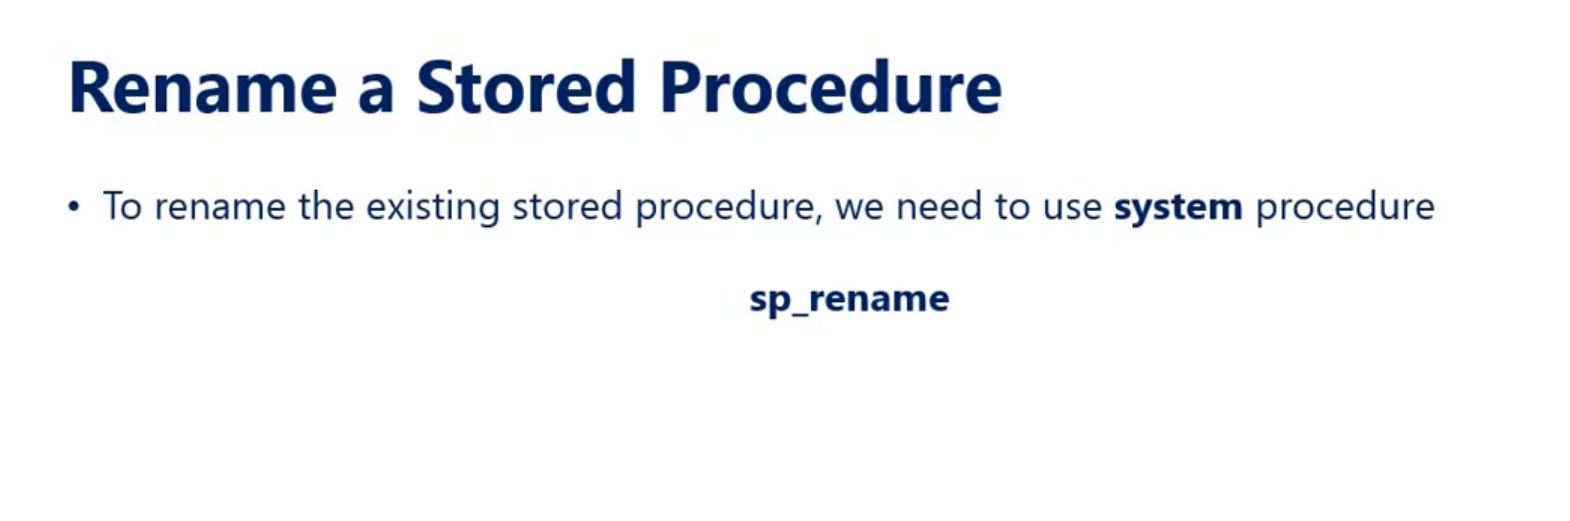 Rename a Stored Procedure
• To rename the existing stored procedure, we need to use system procedure
sp_rename